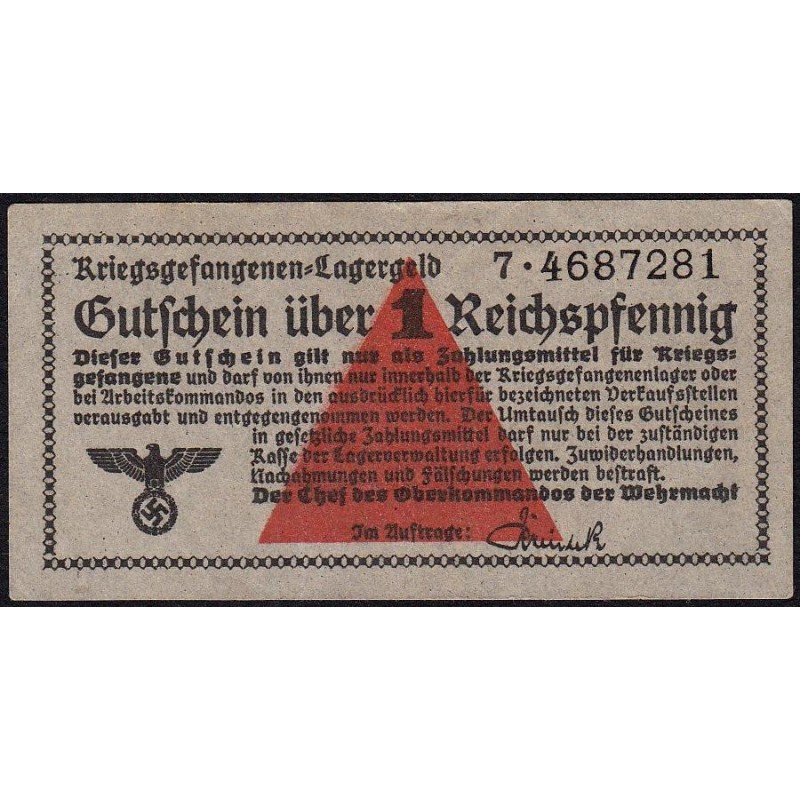 Kriegsgefangenen-Lagergeld 7·4687281
Gutschein über 1 Reichspfennig
Dieser Gutschein gilt nur als Zahlungsmittel für Kriegs-
gefangene und darf von ihnen nur innerhalb der Kriegsgefangenenlager oder
bei Arbeitskommandos in den ausdrücklich hierfür bezeichneten Verkaufsstellen
verausgabt und entgegengenommen werden. Der Umtausch dieses Gutscheines
in gesetzliche Zahlungsmittel darf nur bei der zuständigen
Kasse der Lagerverwaltung erfolgen. Zuwiderhandlungen,
Nachahmungen und Fälschungen werden bestraft.
Der Chef des Oberkommandos der Wehrmacht
Im Auftrage: